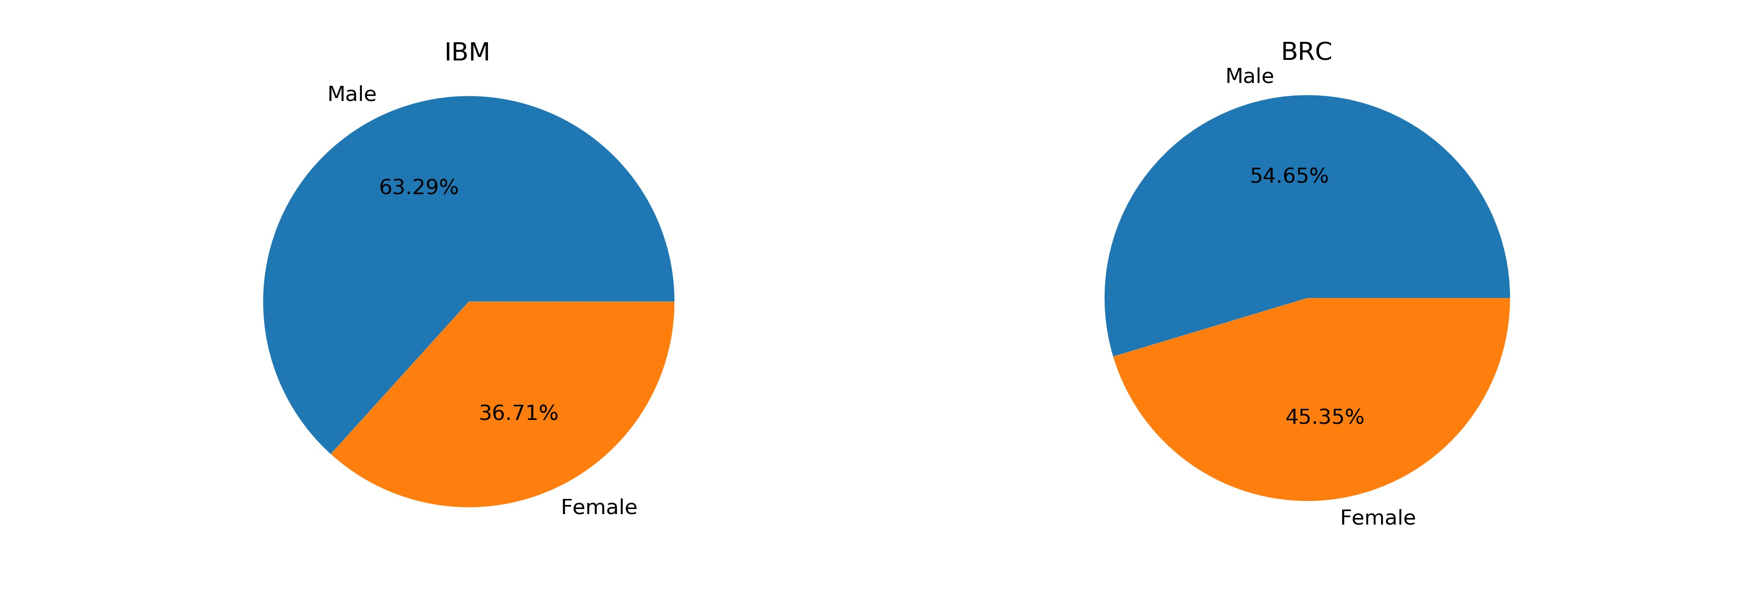 IBM
Male
63.29%
36.71%
Female
BRC
Male
54.65%
45.35%
Female